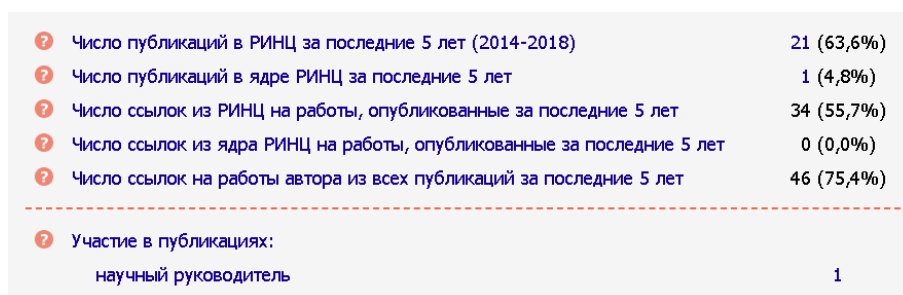 ? Число публикаций в РИНЦ за последние 5 лет (2014-2018) 21 (63,6%)
? Число публикаций в ядре РИНЦ за последние 5 лет 1 (4,8%)
? Число ссылок из РИНЦ на работы, опубликованные за последние 5 лет 34 (55,7%)
? Число ссылок из ядра РИНЦ на работы, опубликованные за последние 5 лет 0 (0,0%)
? Число ссылок на работы автора из всех публикаций за последние 5 лет 46 (75,4%)
? Участие в публикациях:
научный руководитель 1